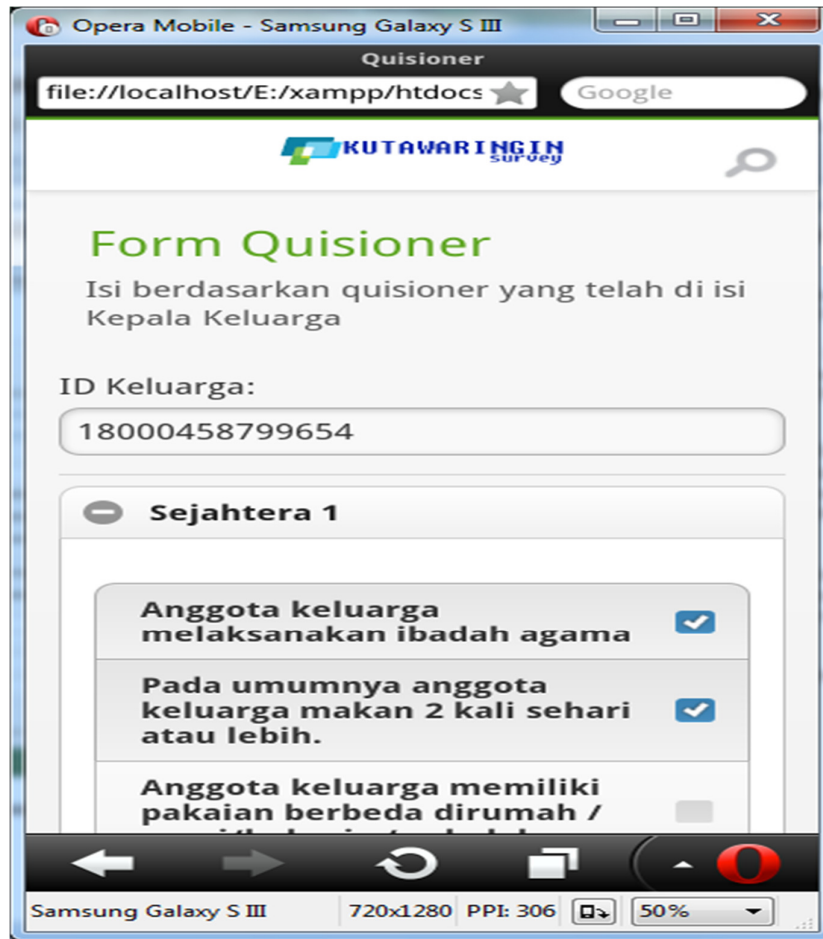 Opera Mobile - Samsung Galaxy S III
Quisioner
file://localhost/E:/xampp/htdocs
Google
KUTAWARINGIN
survey
Form Quisioner
Isi berdasarkan quisioner yang telah di isi
Kepala Keluarga
ID Keluarga:
18000458799654
Sejahtera 1
Anggota keluarga
melaksanakan ibadah agama
Pada umumnya anggota
keluarga makan 2 kali sehari
atau lebih.
Anggota keluarga memiliki
pakaian berbeda dirumah /
Samsung Galaxy S III
720x1280
PPI: 306
50%